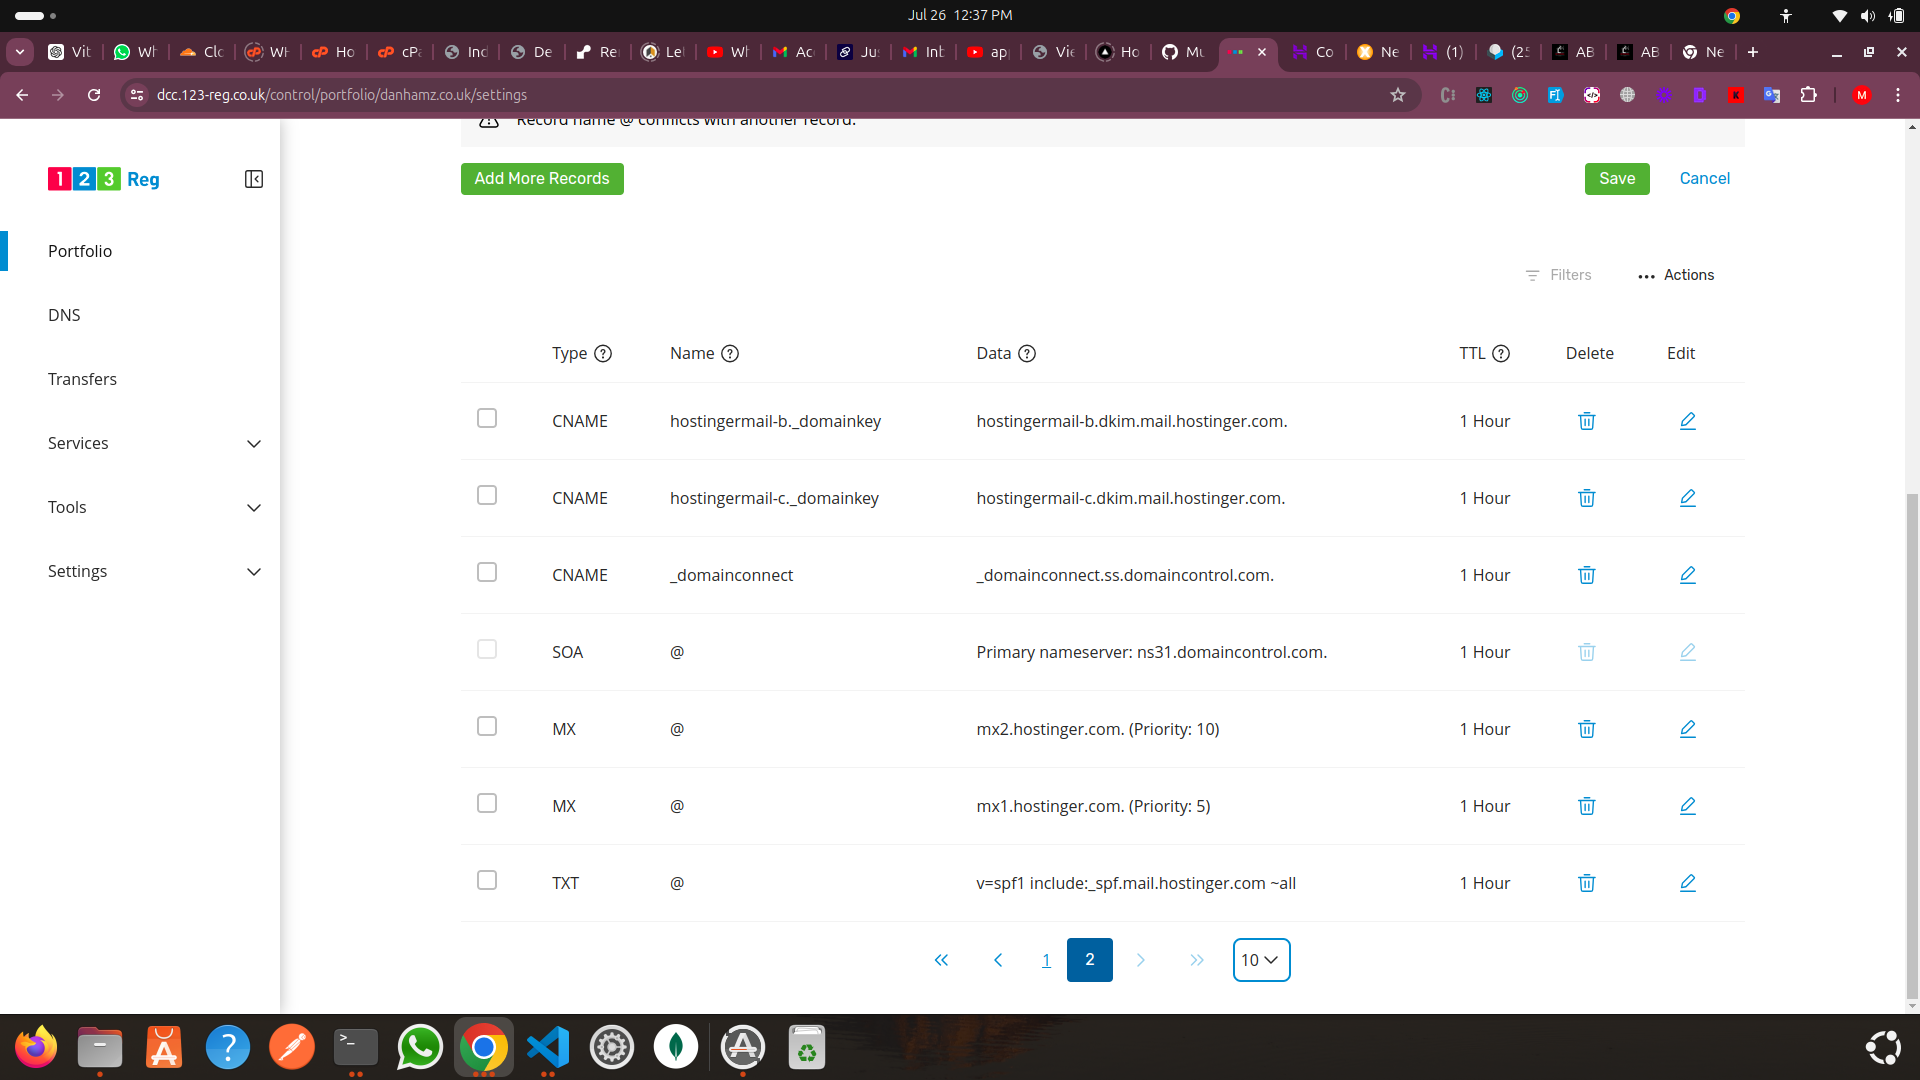 Jul 26 12:37 PM
Vit
Wh
Clo
WH
Ho
cPa
Ind
De
Re
Le
Wh
Ac
Ju
Inb
ap
Vie
Ho
Mu
Co
Ne
(1)
(25
AB
AB
Ne
dcc.123-reg.co.uk/control/portfolio/danhamz.co.uk/settings
M
Record name @ conflicts with another record.
123 Reg
Add More Records
Save
Cancel
Portfolio
DNS
Transfers
Services
Tools
Settings
Filters
Actions
Type Name Data TTL Delete Edit
CNAME hostingermail-b._domainkey hostingermail-b.dkim.mail.hostinger.com. 1 Hour
CNAME hostingermail-c._domainkey hostingermail-c.dkim.mail.hostinger.com. 1 Hour
CNAME _domainconnect _domainconnect.ss.domaincontrol.com. 1 Hour
SOA @ Primary nameserver: ns31.domaincontrol.com. 1 Hour
MX @ mx2.hostinger.com. (Priority: 10) 1 Hour
MX @ mx1.hostinger.com. (Priority: 5) 1 Hour
TXT @ v=spf1 include:_spf.mail.hostinger.com ~all 1 Hour
1 2 10